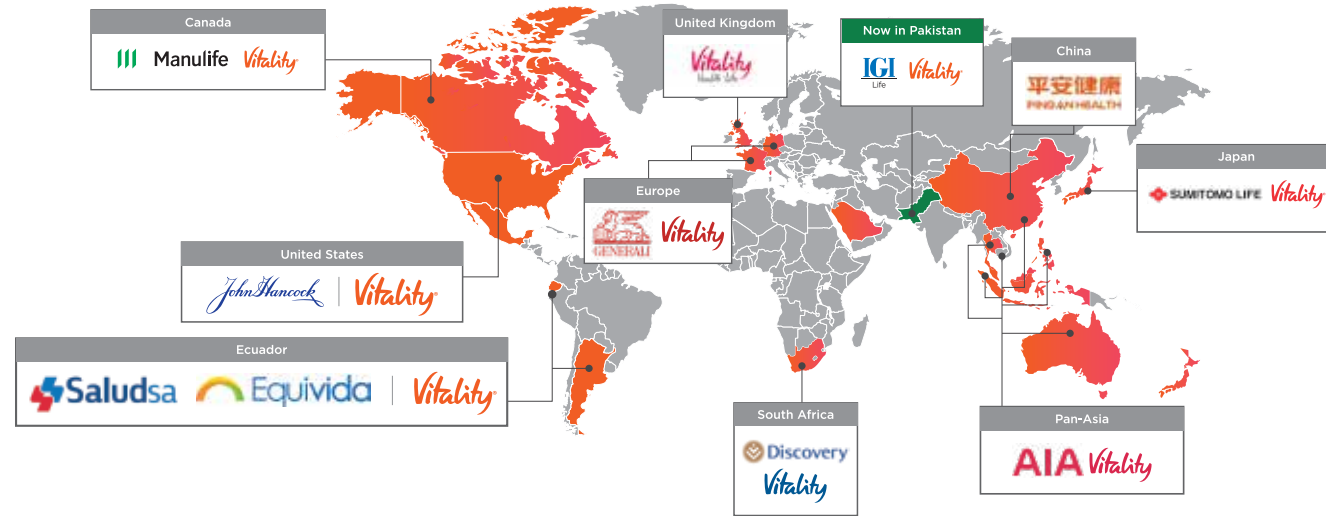 Canada
Manulife Vitality
United Kingdom
Vitality
Health Life
Now in Pakistan
IGI
Life
Vitality
China
平安健康
PING AN HEALTH
Japan
SUMITOMO LIFE Vitality
Europe
GENERALI
Vitality
United States
John Hancock Vitality®
Ecuador
Saludsa Equivida Vitality®
South Africa
Discovery
Vitality
Pan-Asia
AIA Vitality